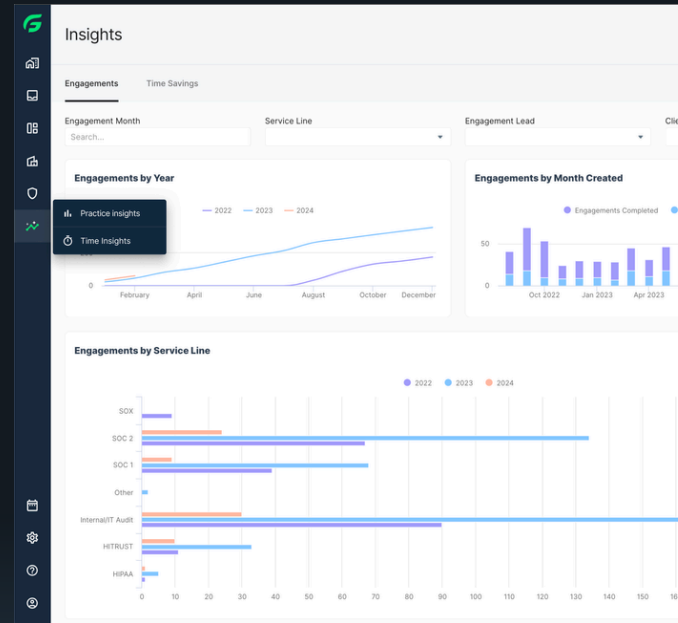 Insights
Engagements Time Savings
Engagement Month Service Line Engagement Lead Clie
Search...
Engagements by Year Engagements by Month Created
2022 2023 2024 Engagements Completed
Practice insights
Time Insights
50
0 0
February April June August October December Oct 2022 Jan 2023 Apr 2023
Engagements by Service Line
2022 2023 2024
SOX
SOC 2
SOC 1
Other
Internal/IT Audit
HITRUST
HIPAA
0 10 20 30 40 50 60 70 80 90 100 110 120 130 140 150 16